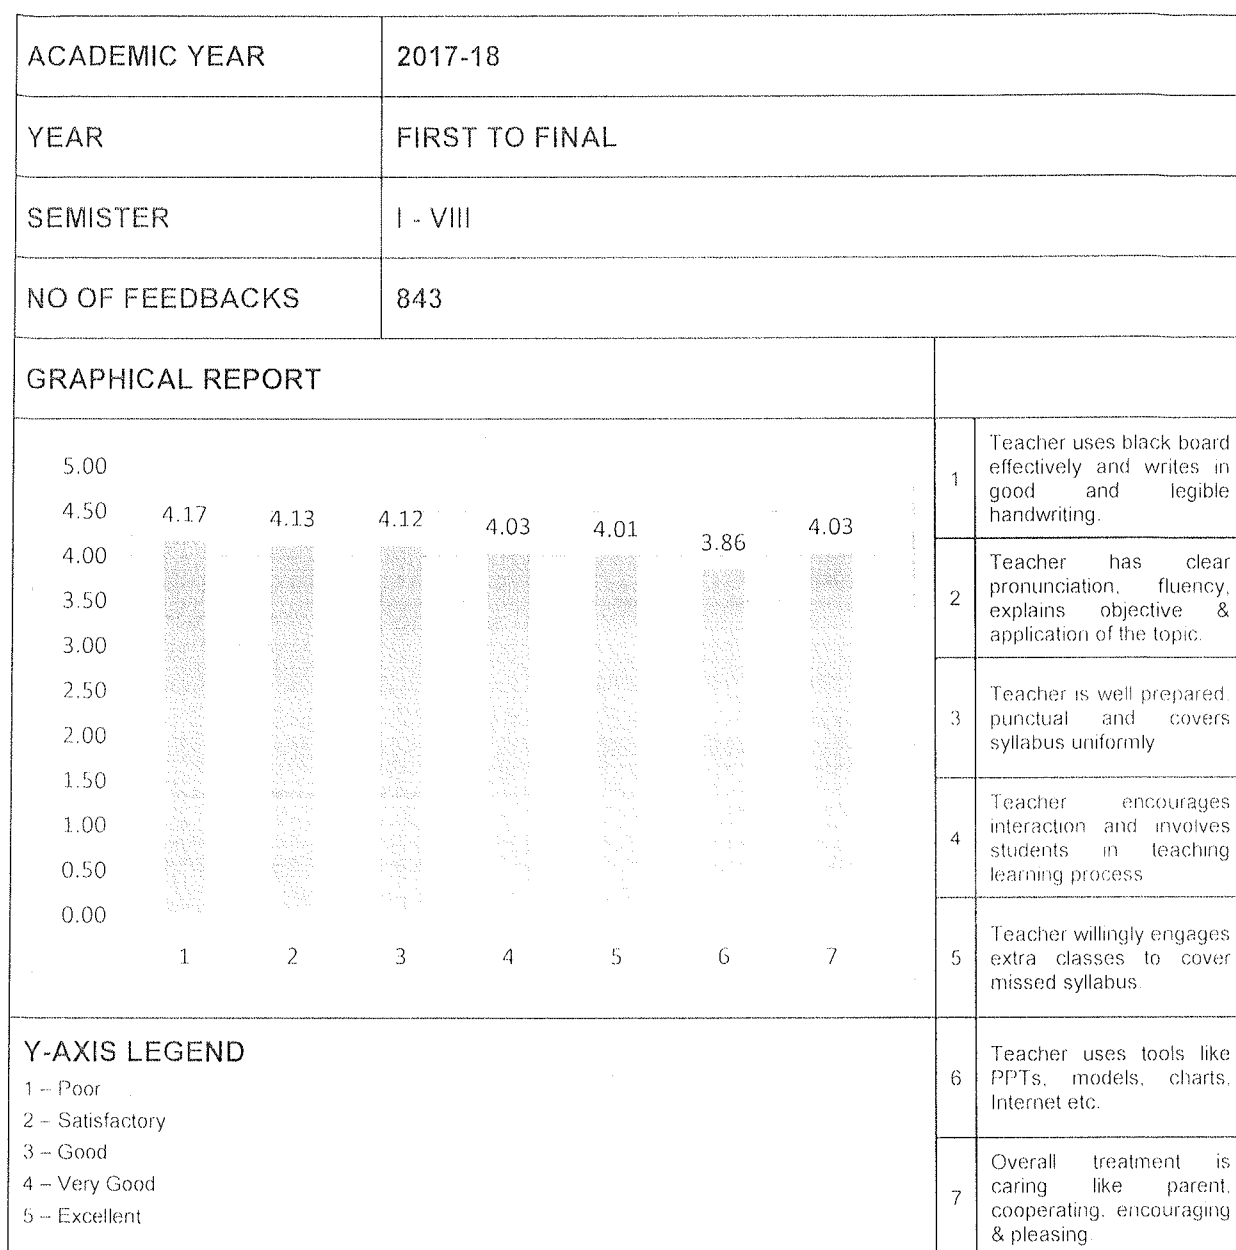 ACADEMIC YEAR 2017-18
YEAR FIRST TO FINAL
SEMISTER I - VIII
NO OF FEEDBACKS 843
GRAPHICAL REPORT
5.00
4.50
4.00
3.50
3.00
2.50
2.00
1.50
1.00
0.50
0.00
4.17 4.13 4.12 4.03 4.01 3.86 4.03
1 2 3 4 5 6 7
1
Teacher uses black board
effectively and writes in
good and legible
handwriting.
2
Teacher has clear
pronunciation, fluency,
explains objective &
application of the topic.
3
Teacher is well prepared,
punctual and covers
syllabus uniformly
4
Teacher encourages
interaction and involves
students in teaching
learning process
5
Teacher willingly engages
extra classes to cover
missed syllabus.
6
Teacher uses tools like
PPTs, models, charts,
Internet etc.
7
Overall treatment is
caring like parent,
cooperating, encouraging
& pleasing.
Y-AXIS LEGEND
1 – Poor
2 – Satisfactory
3 – Good
4 – Very Good
5 – Excellent